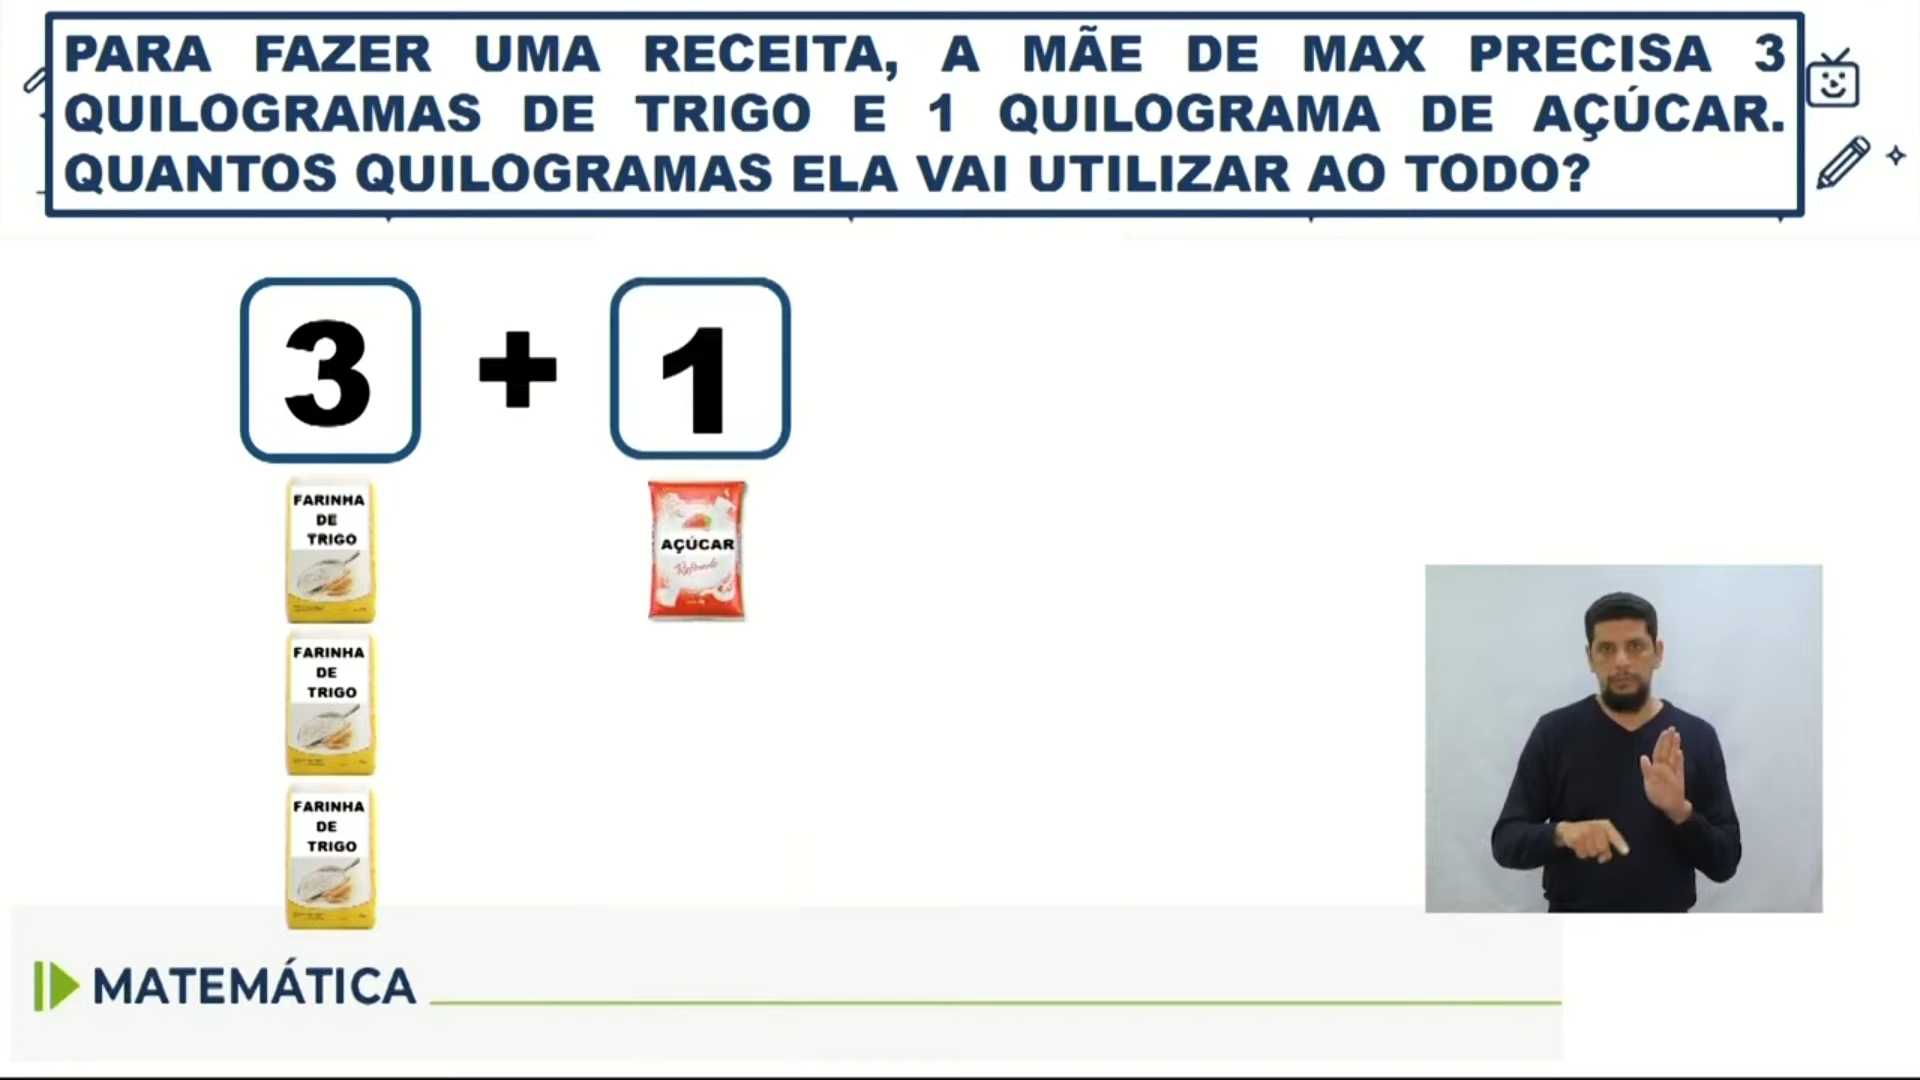 PARA FAZER UMA RECEITA, A MÃE DE MAX PRECISA 3
QUILOGRAMAS DE TRIGO E 1 QUILOGRAMA DE AÇÚCAR.
QUANTOS QUILOGRAMAS ELA VAI UTILIZAR AO TODO?
3 + 1
FARINHA
DE
TRIGO
AÇÚCAR
Refinado
FARINHA
DE
TRIGO
FARINHA
DE
TRIGO
MATEMÁTICA